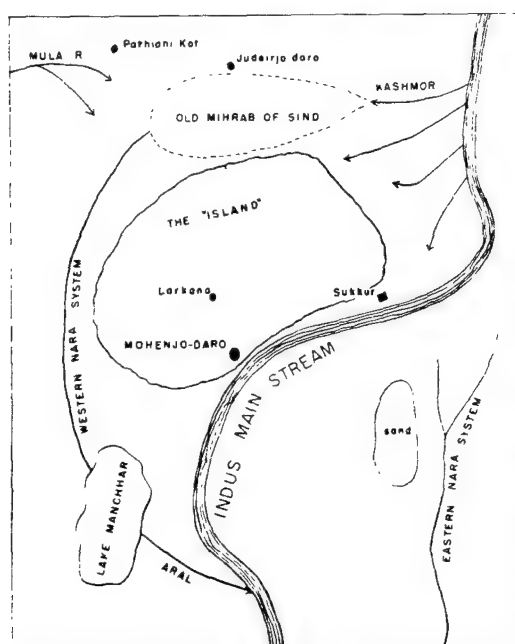 Pathiani Kot
MULA R
Judeirjo daro
KASHMOR
OLD MIHRAB OF SIND
THE "ISLAND"
WESTERN NARA SYSTEM
Larkana
Sukkur
MOHENJO-DARO
INDUS MAIN STREAM
sand
EASTERN NARA SYSTEM
LAKE MANCHHAR
ARAL